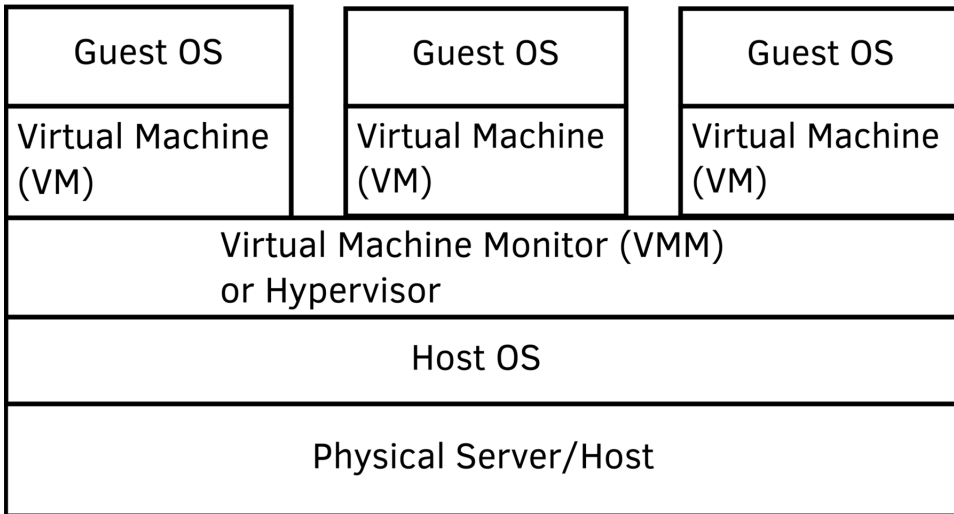 Guest OS
Guest OS
Guest OS
Virtual Machine
(VM)
Virtual Machine
(VM)
Virtual Machine
(VM)
Virtual Machine Monitor (VMM)
or Hypervisor
Host OS
Physical Server/Host